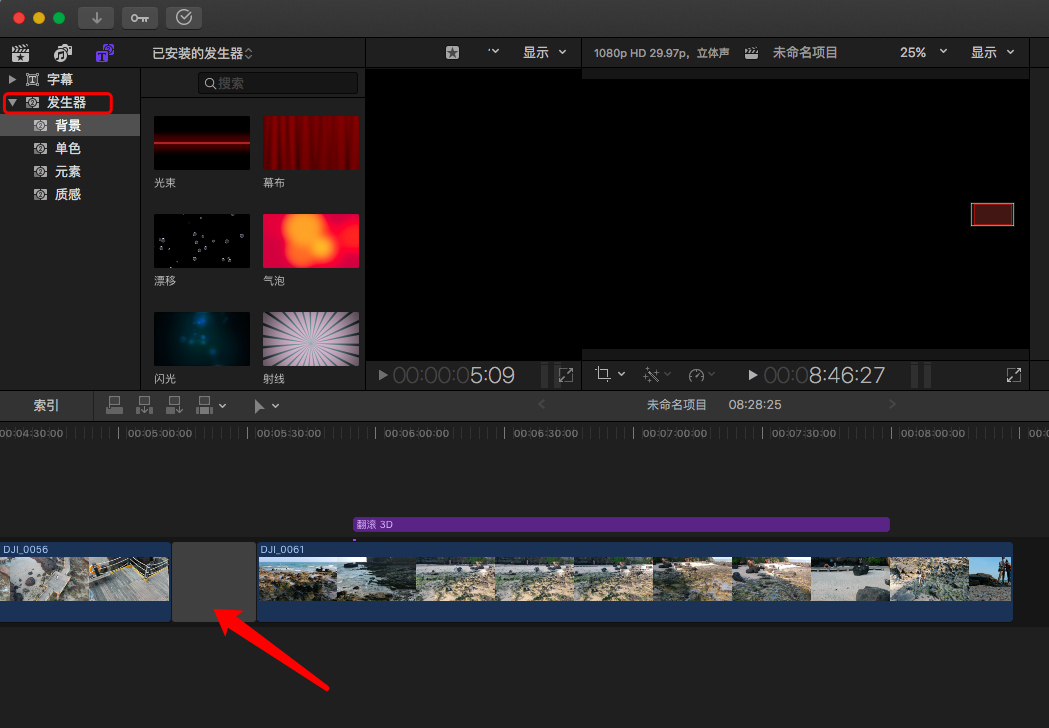 已安装的发生器
显示
1080p HD 29.97p, 立体声
未命名项目
25%
显示
字幕
发生器
背景
单色
元素
质感
搜索
光束
幕布
漂移
气泡
闪光
射线
00:00:05:09
00:08:46:27
索引
未命名项目
08:28:25
00:04:30:00
00:05:00:00
00:05:30:00
00:06:00:00
00:06:30:00
00:07:00:00
00:07:30:00
00:08:00:00
00:0
翻滚 3D
DJI_0056
DJI_0061